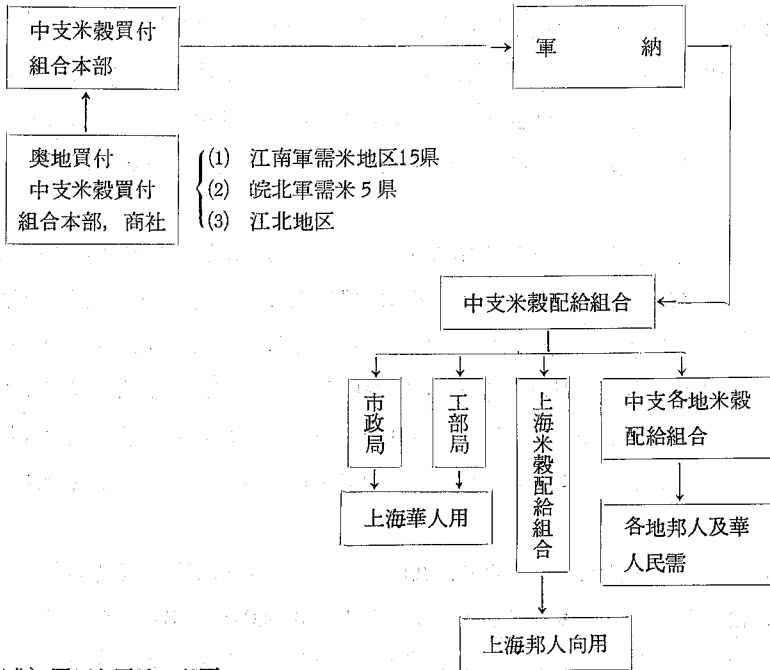 中支米穀買付
組合本部
軍　　納
奥地買付
中支米穀買付
組合本部，商社
(1)　江南軍需米地区15県
(2)　皖北軍需米5県
(3)　江北地区
中支米穀配給組合
市政局
工部局
上海米穀配給組合
中支各地米穀
配給組合
上海華人用
各地邦人及華
人民需
上海邦人向用